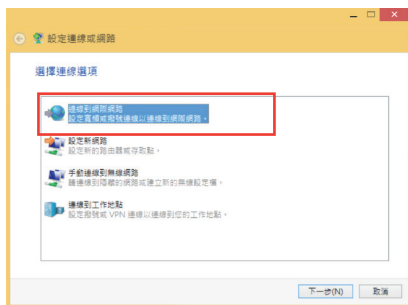 設定連線或網路
選擇連線選項
連線到網際網路
設定寬頻或撥號連線以連線到網際網路。
設定新網路
設定新的路由器或存取點。
手動連線到無線網路
連線到隱藏的網路或建立新的無線設定檔。
連線到工作地點
設定撥號或 VPN 連線以連線到您的工作地點。
下一步(N)
取消